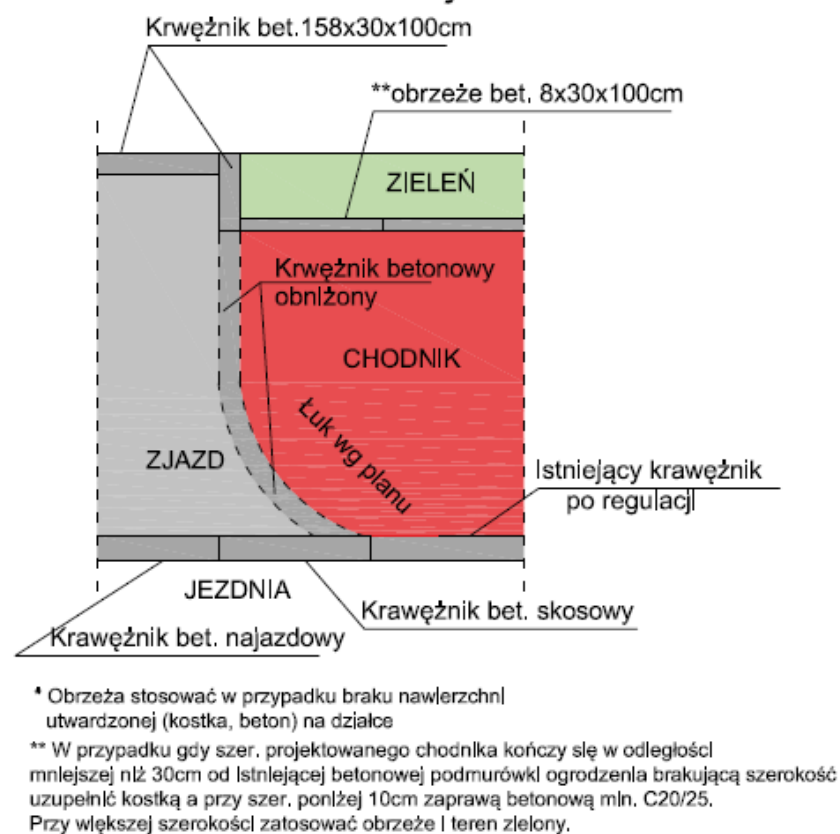 Krwężnik bet.158x30x100cm
**obrzeże bet. 8x30x100cm
ZIELEŃ
Krwężnik betonowy
obniżony
CHODNIK
Łuk wg planu
ZJAZD
Istniejący krawężnik
po regulacji
JEZDNIA
Krawężnik bet. skosowy
Krawężnik bet. najazdowy
* Obrzeża stosować w przypadku braku nawierzchni
utwardzonej (kostka, beton) na działce
** W przypadku gdy szer. projektowanego chodnika kończy się w odległości
mniejszej niż 30cm od istniejącej betonowej podmurówki ogrodzenia brakującą szerokość
uzupełnić kostką a przy szer. poniżej 10cm zaprawą betonową min. C20/25.
Przy większej szerokości zatosować obrzeże i teren zielony.